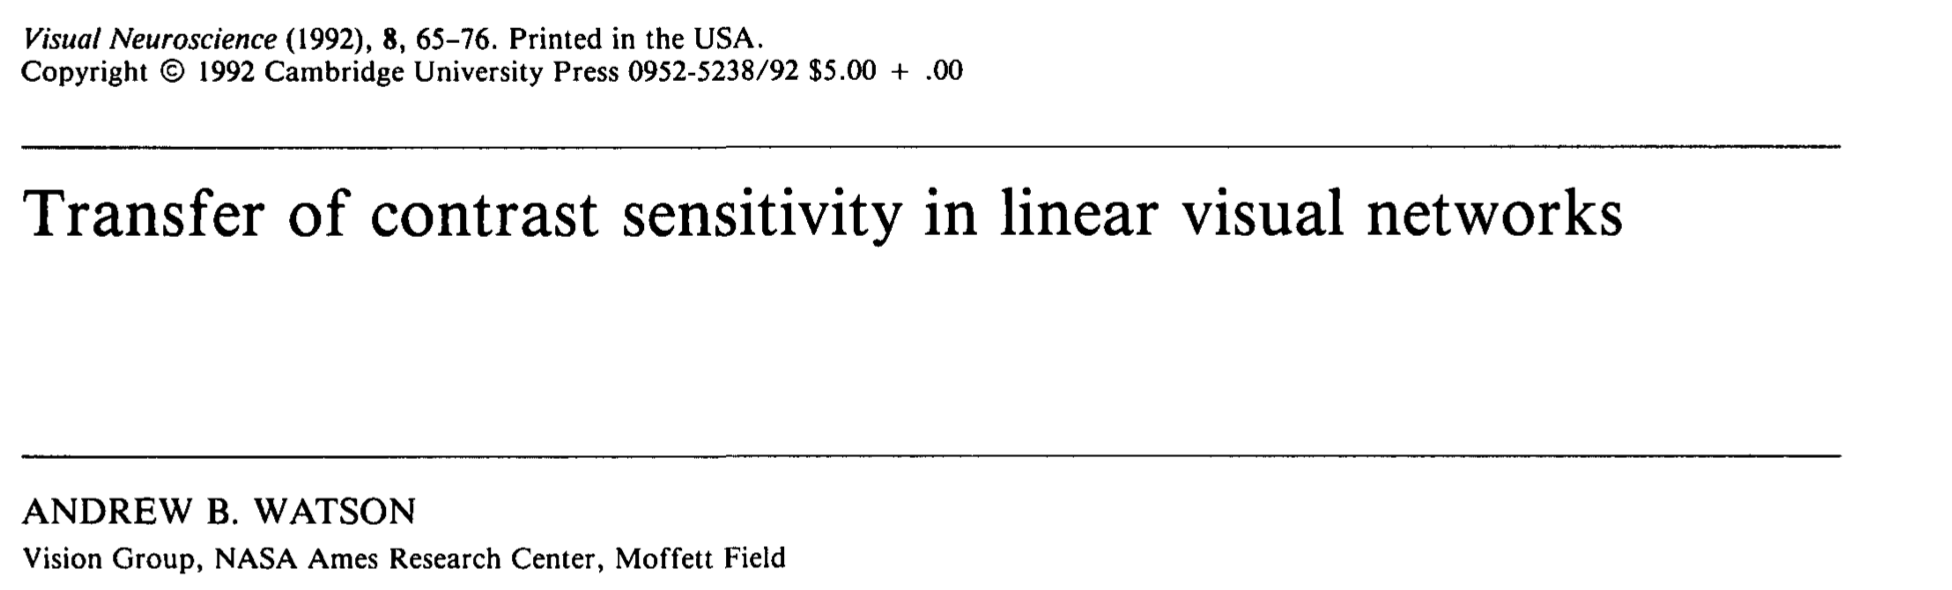 Visual Neuroscience (1992), 8, 65–76. Printed in the USA.
Copyright © 1992 Cambridge University Press 0952-5238/92 $5.00 + .00
Transfer of contrast sensitivity in linear visual networks
ANDREW B. WATSON
Vision Group, NASA Ames Research Center, Moffett Field